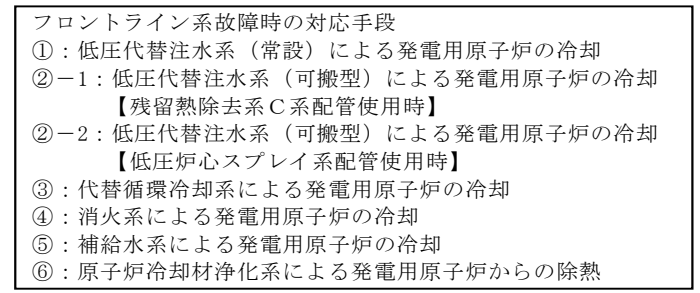 フロントライン系故障時の対応手段
①：低圧代替注水系（常設）による発電用原子炉の冷却
②－1：低圧代替注水系（可搬型）による発電用原子炉の冷却
【残留熱除去系Ｃ系配管使用時】
②－2：低圧代替注水系（可搬型）による発電用原子炉の冷却
【低圧炉心スプレイ系配管使用時】
③：代替循環冷却系による発電用原子炉の冷却
④：消火系による発電用原子炉の冷却
⑤：補給水系による発電用原子炉の冷却
⑥：原子炉冷却材浄化系による発電用原子炉からの除熱